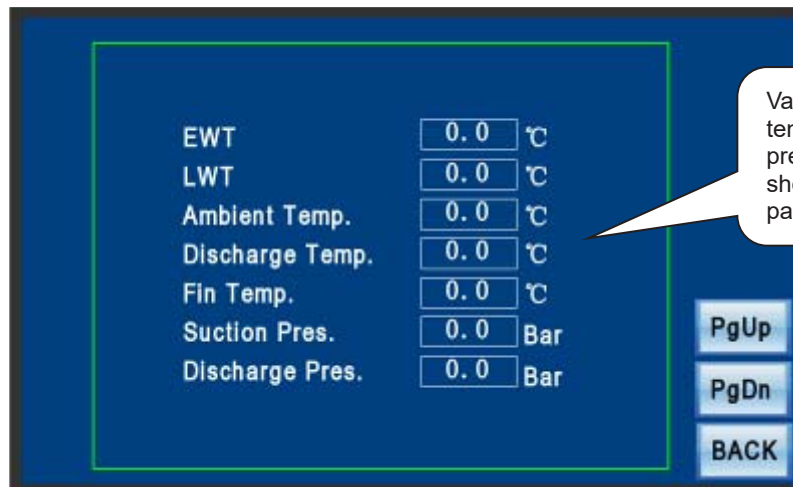 EWT 0.0 ℃
LWT 0.0 ℃
Ambient Temp. 0.0 ℃
Discharge Temp. 0.0 ℃
Fin Temp. 0.0 ℃
Suction Pres. 0.0 Bar
Discharge Pres. 0.0 Bar
PgUp
PgDn
BACK